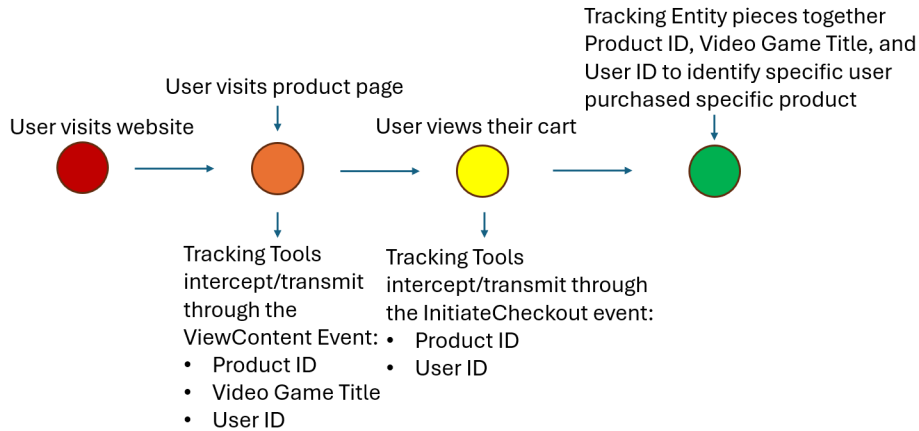 User visits website
User visits product page
Tracking Tools
intercept/transmit
through the
ViewContent Event:
• Product ID
• Video Game Title
• User ID
User views their cart
Tracking Tools
intercept/transmit through
the InitiateCheckout event:
• Product ID
• User ID
Tracking Entity pieces together
Product ID, Video Game Title, and
User ID to identify specific user
purchased specific product